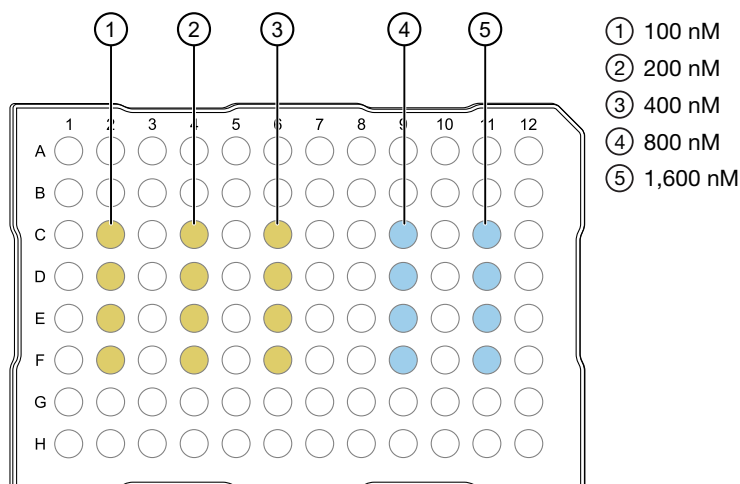 ① ② ③ ④ ⑤
① 100 nM
② 200 nM
③ 400 nM
④ 800 nM
⑤ 1,600 nM
1 2 3 4 5 6 7 8 9 10 11 12
A
B
C
D
E
F
G
H